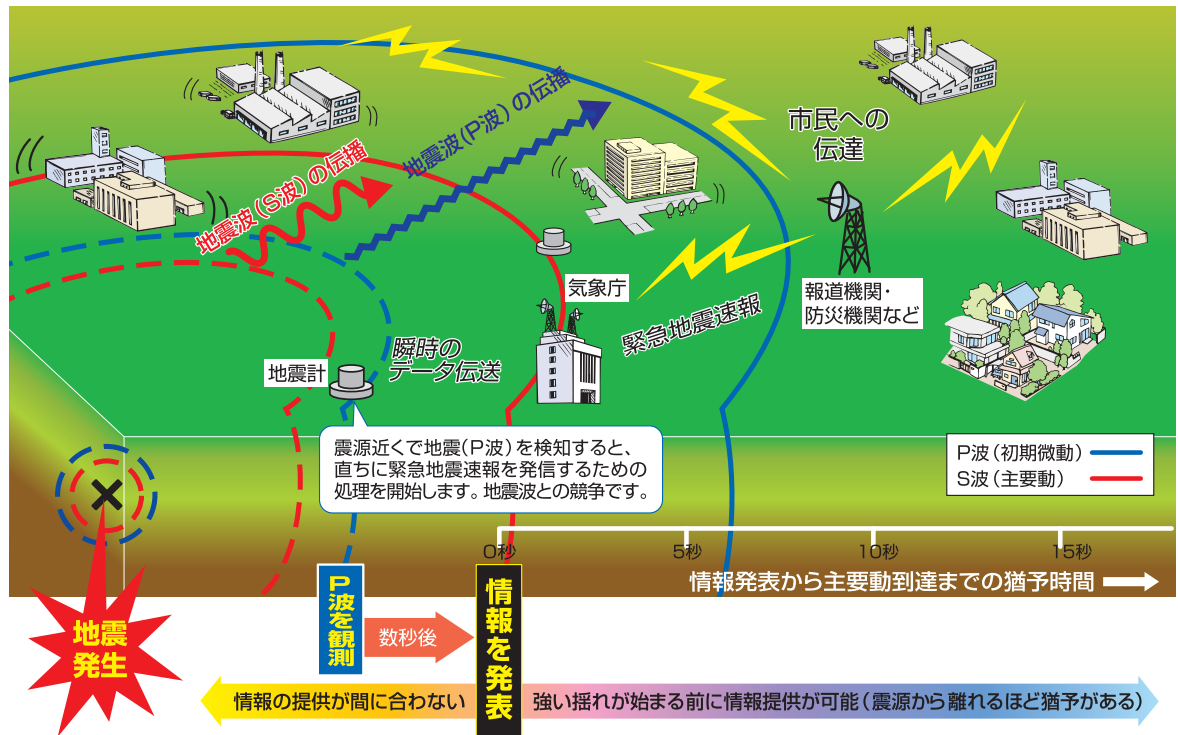 地震波（P波）の伝播
地震波（S波）の伝播
市民への
伝達
気象庁
報道機関・
防災機関など
緊急地震速報
瞬時の
データ伝送
地震計
震源近くで地震（P波）を検知すると、
直ちに緊急地震速報を発信するための
処理を開始します。地震波との競争です。
P波（初期微動）
S波（主要動）
0秒
5秒
10秒
15秒
情報発表から主要動到達までの猶予時間
地震
発生
P波を観測
数秒後
情報を発表
情報の提供が間に合わない
強い揺れが始まる前に情報提供が可能（震源から離れるほど猶予がある）